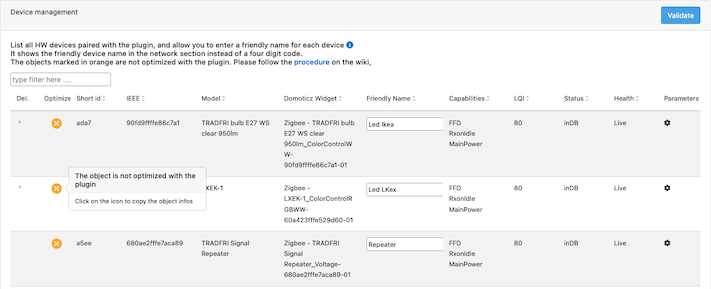 Device management
Validate
List all HW devices paired with the plugin, and allow you to enter a friendly name for each device
It shows the friendly device name in the network section instead of a four digit code.
The objects marked in orange are not optimized with the plugin. Please follow the procedure on the wiki,
type filter here ....
Del. Optimize Short id IEEE Model Domoticz Widget Friendly Name Capabilities LQI Status Health Parameters
ada7 90fd9ffffe86c7a1 TRADFRI bulb E27 WS Zigbee - TRADFRI bulb Led Ikea FFD 80 inDB Live
clear 950lm E27 WS clear RxonIdle
950lm_ColorControlW MainPower
W-
90fd9ffffe86c7a1-01
The object is not optimized with the
plugin
Click on the icon to copy the object infos
LXEK-1 Zigbee - Led LKex FFD 80 inDB Live
LXEK-1_ColorControlR RxonIdle
GBWW- MainPower
60a423fffe529d60-01
a5ee 680ae2fffe7aca89 TRADFRI Signal Zigbee - TRADFRI Repeater FFD 80 inDB Live
Repeater Signal RxonIdle
Repeater_Voltage- MainPower
680ae2fffe7aca89-01